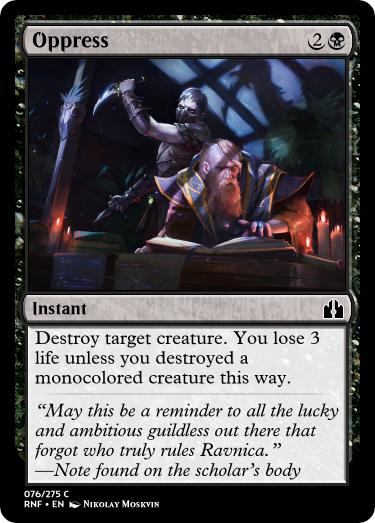 Oppress 2
Instant
Destroy target creature. You lose 3
life unless you destroyed a
monocolored creature this way.
“May this be a reminder to all the lucky
and ambitious guildless out there that
forgot who truly rules Ravnica.”
—Note found on the scholar’s body
076/275 C
RNF • EN Nikolay Moskvin